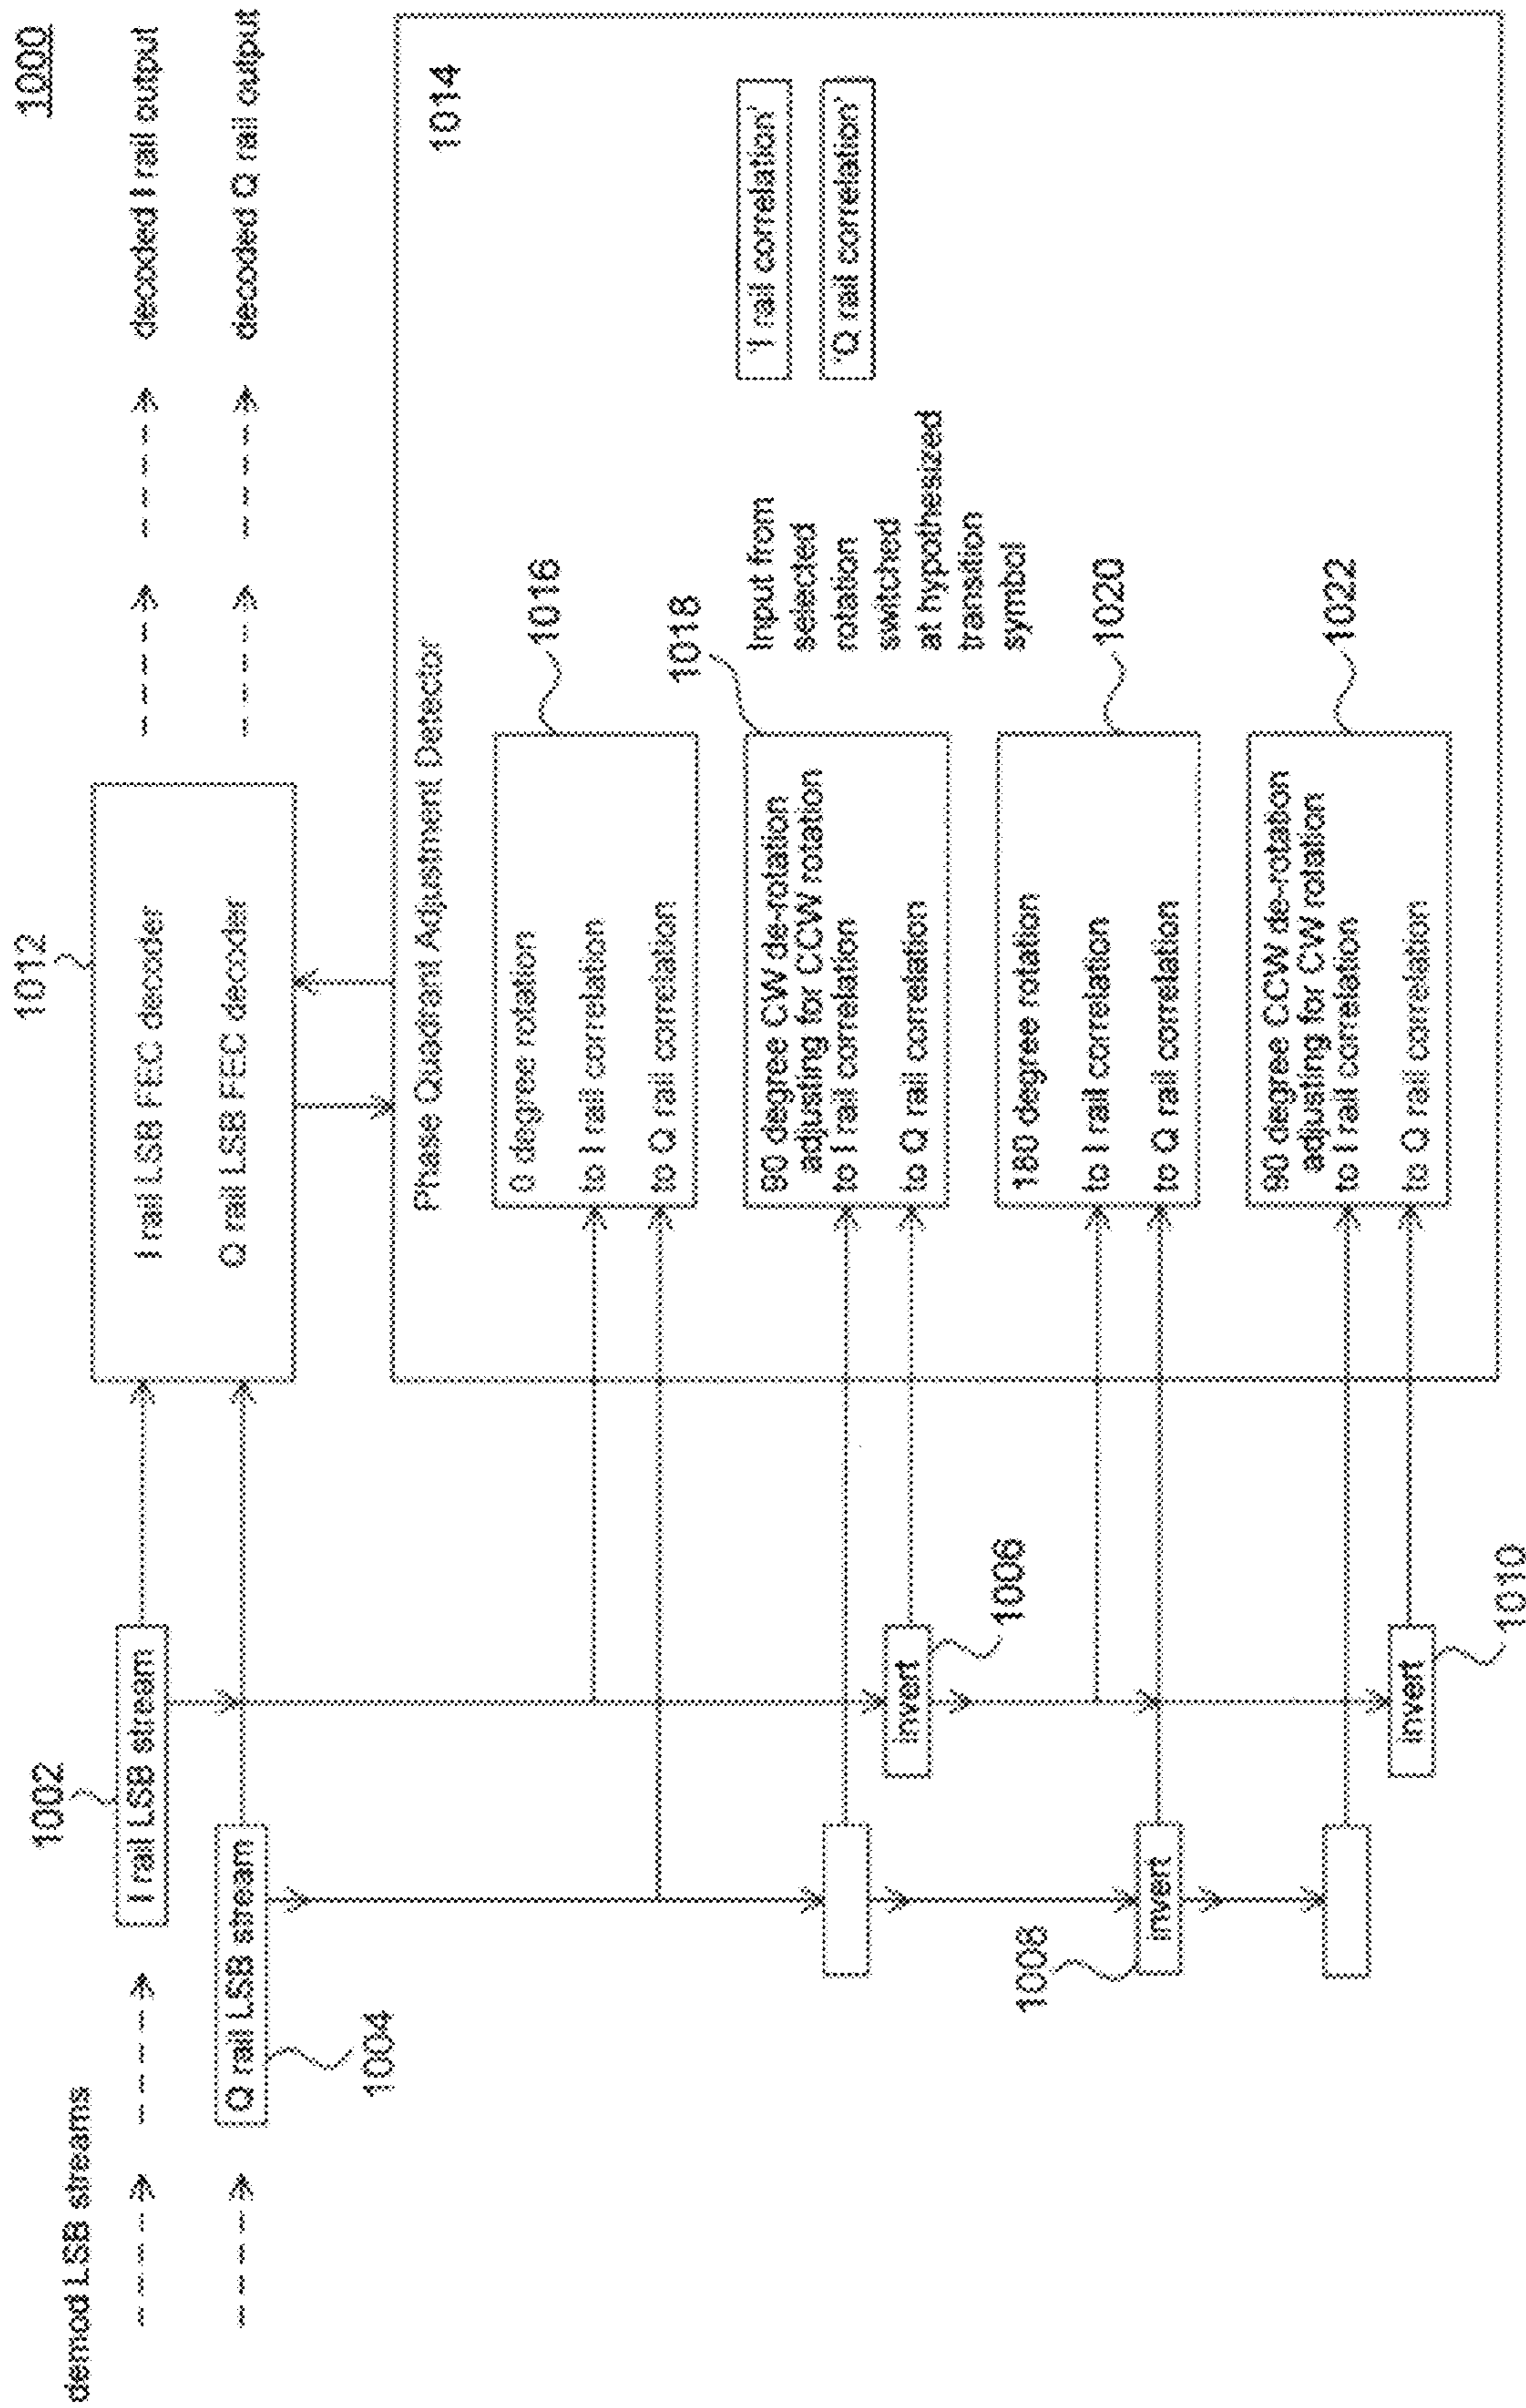 1000
demod LSB streams
1002
I rail LSB stream
Q rail LSB stream
1004
1012
I rail LSB FEC decoder
Q rail LSB FEC decoder
decoded I rail output
decoded Q rail output
Phase Quadrant Adjustment Detector
1014
0 degree rotation
to I rail correlation
to Q rail correlation
1016
90 degree CW de-rotation
adjusting for CCW rotation
to I rail correlation
to Q rail correlation
1018
Input from
selected
rotation
switched
at hypothesized
transition
symbol
'I rail correlation'
'Q rail correlation'
invert
1006
180 degree rotation
to I rail correlation
to Q rail correlation
1020
1008
invert
90 degree CCW de-rotation
adjusting for CW rotation
to I rail correlation
to Q rail correlation
1022
invert
1010